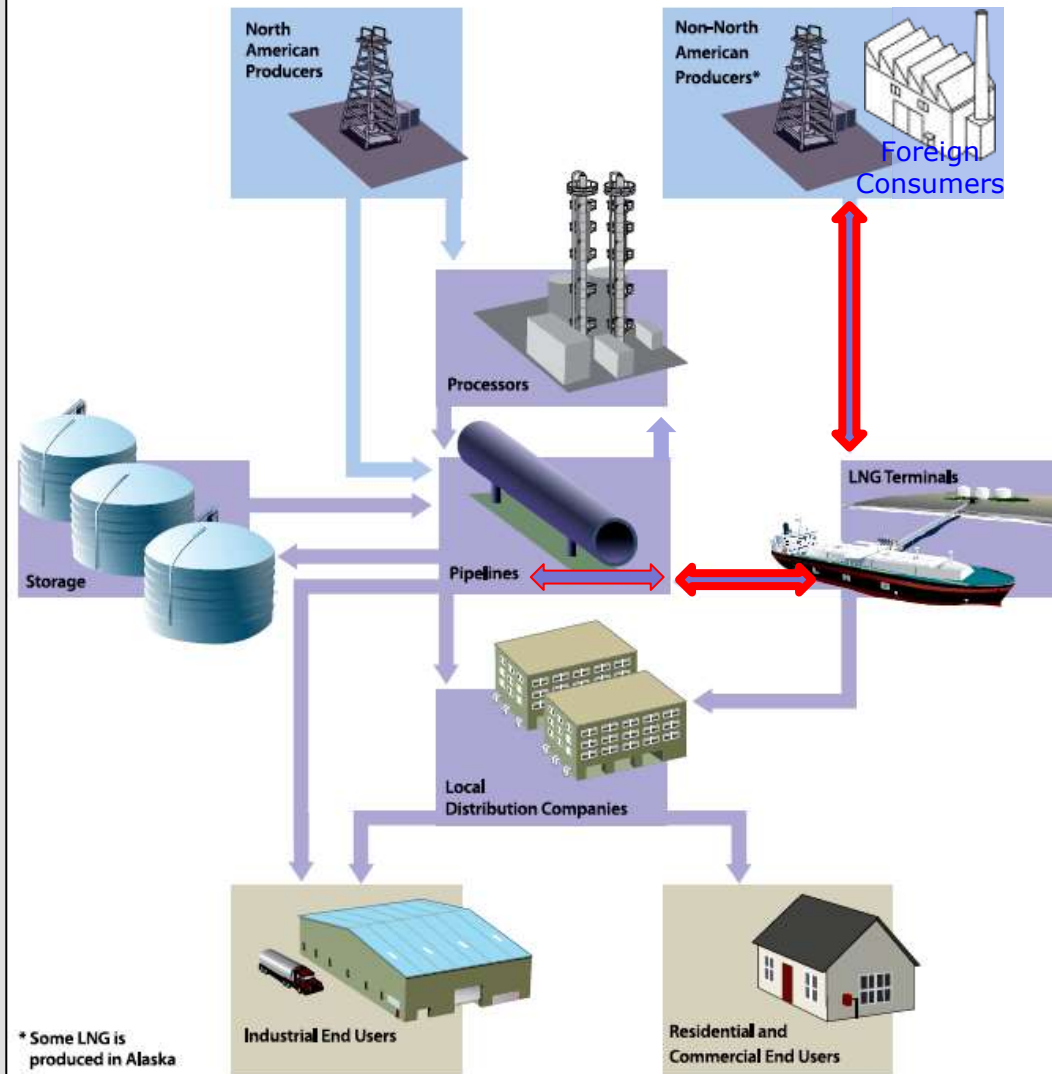 North
American
Producers
Non-North
American
Producers*
Foreign
Consumers
Processors
LNG Terminals
Storage
Pipelines
L N G
Local
Distribution Companies
Industrial End Users
Residential and
Commercial End Users
* Some LNG is
produced in Alaska